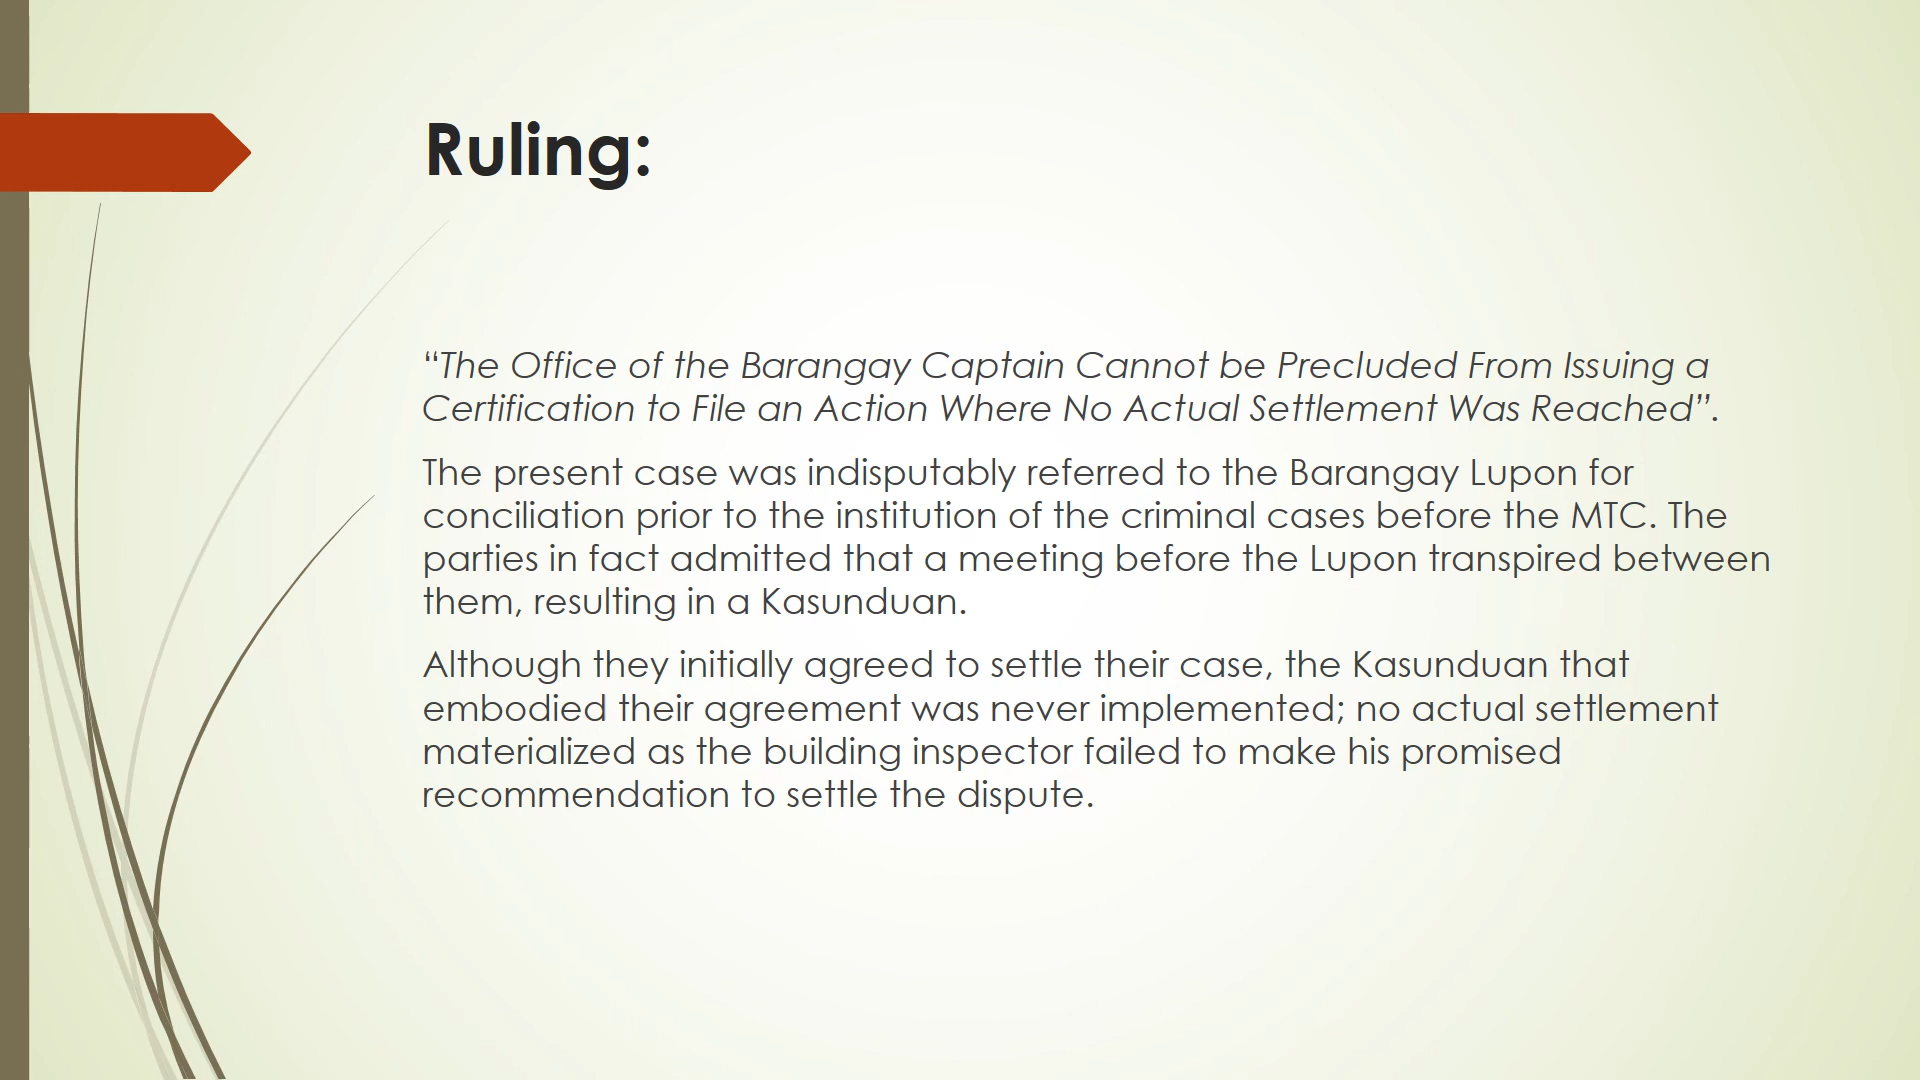 Ruling:
“The Office of the Barangay Captain Cannot be Precluded From Issuing a
Certification to File an Action Where No Actual Settlement Was Reached”.
The present case was indisputably referred to the Barangay Lupon for
conciliation prior to the institution of the criminal cases before the MTC. The
parties in fact admitted that a meeting before the Lupon transpired between
them, resulting in a Kasunduan.
Although they initially agreed to settle their case, the Kasunduan that
embodied their agreement was never implemented; no actual settlement
materialized as the building inspector failed to make his promised
recommendation to settle the dispute.